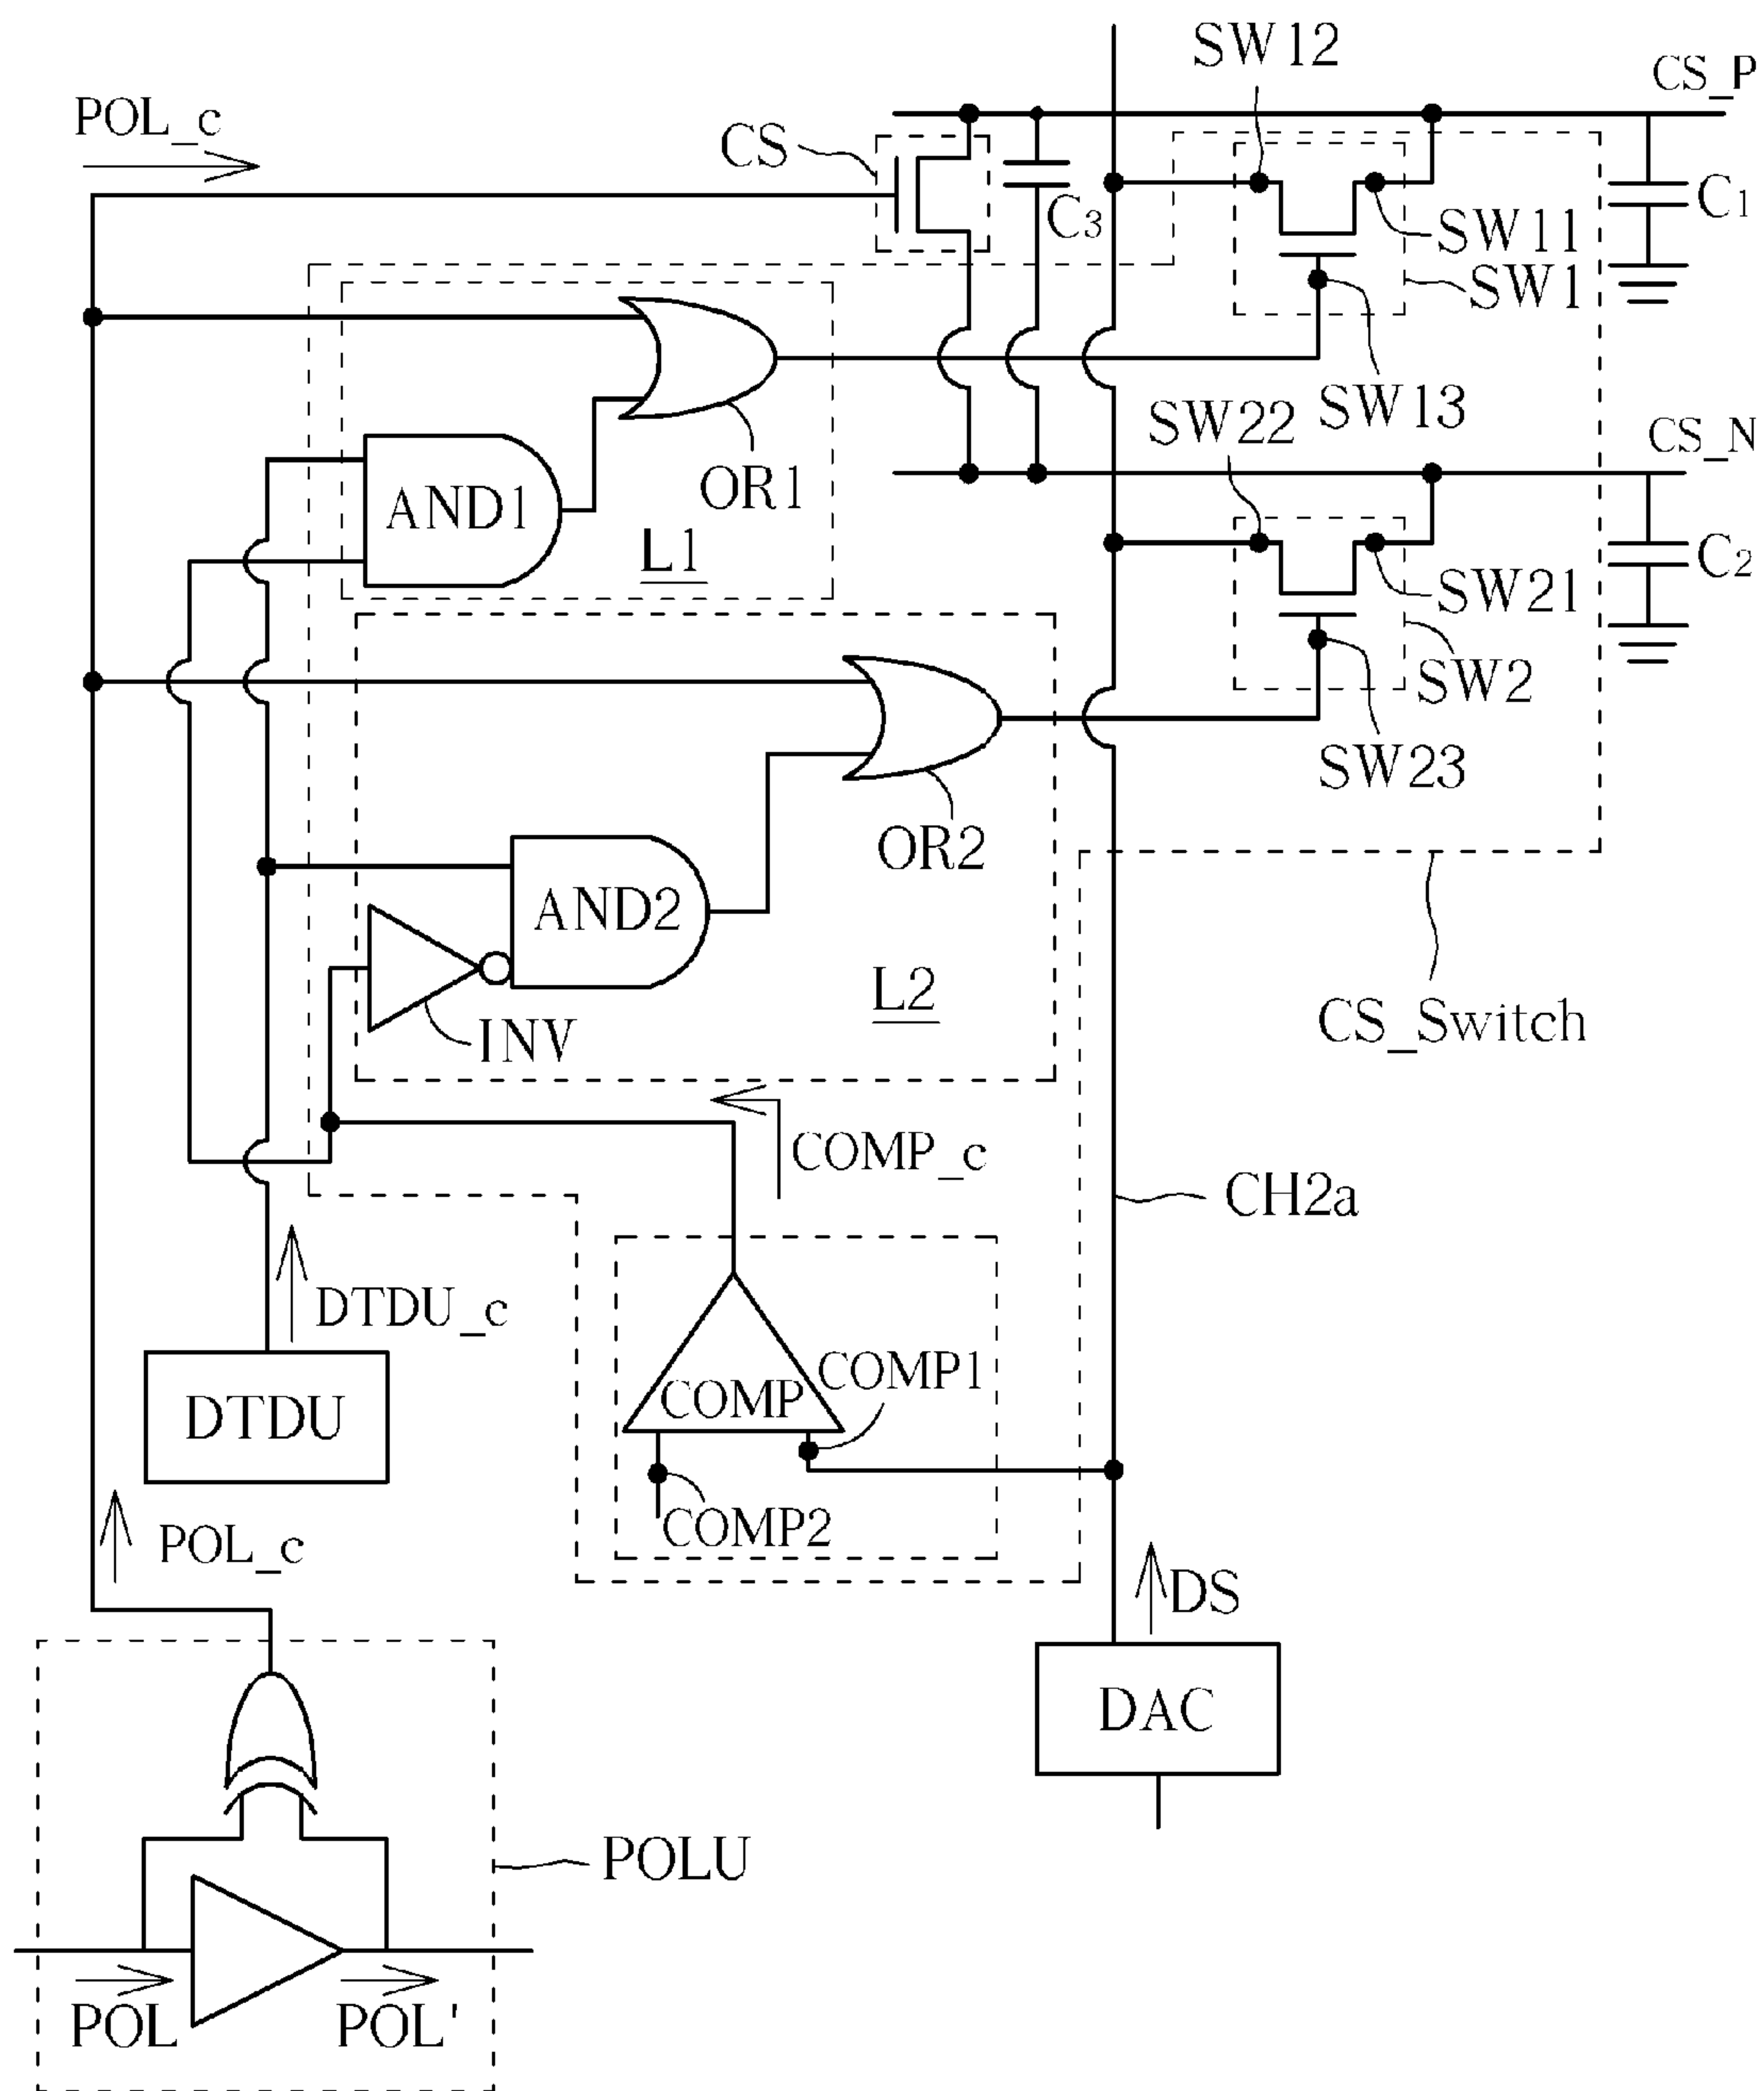 SW12
CS_P
POL_c
CS
C3
C1
SW11
SW1
SW13
SW22
CS_N
OR1
AND1
L1
C2
SW21
SW2
SW23
OR2
AND2
L2
INV
CS_Switch
COMP_c
CH2a
DTDU_c
COMP1
COMP
DTDU
COMP2
POL_c
DS
DAC
POLU
POL
POL'